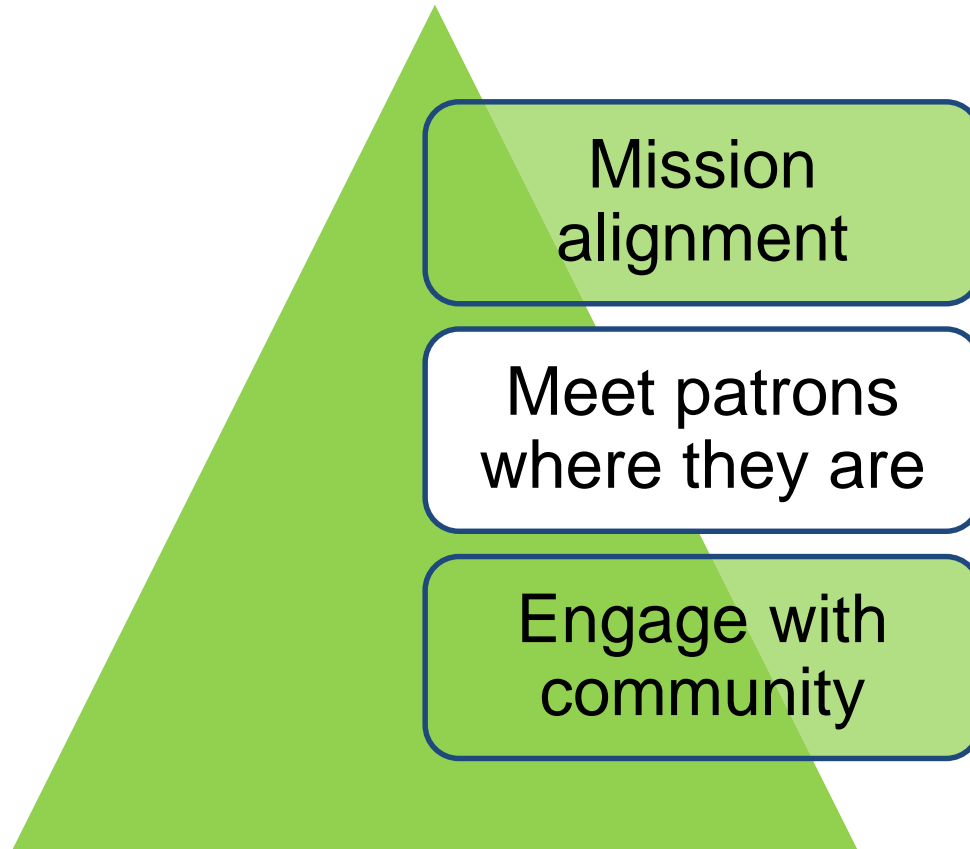 Mission
alignment
Meet patrons
where they are
Engage with
community